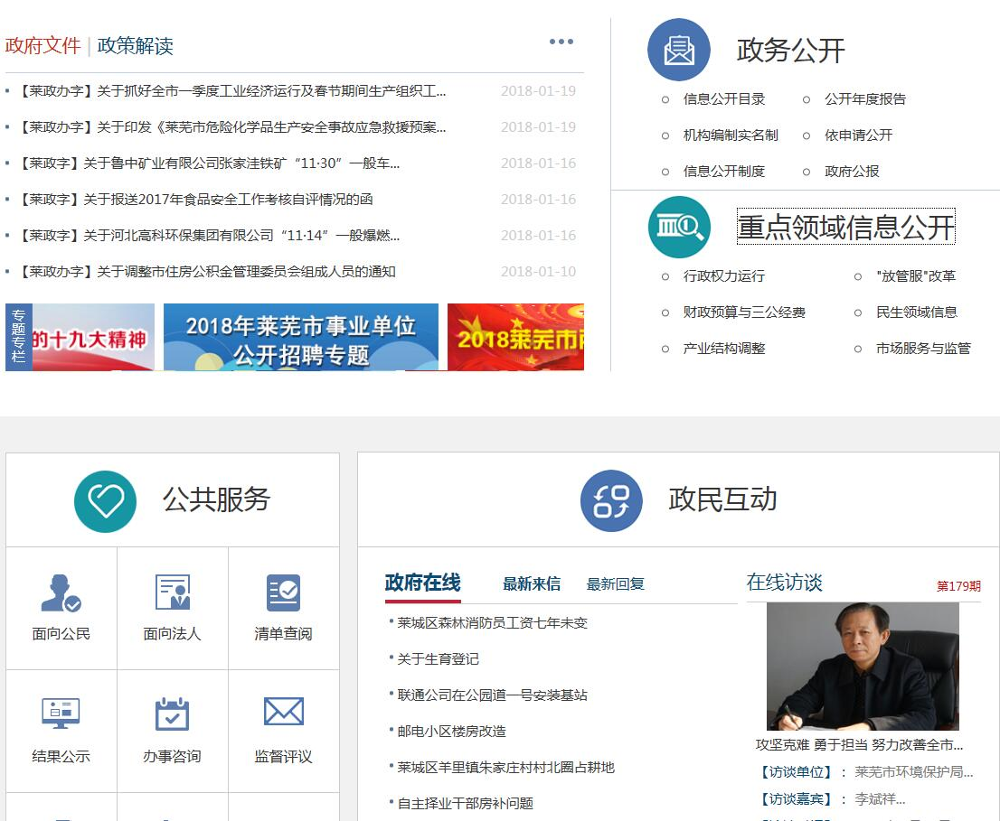 政府文件 | 政策解读
【莱政办字】关于抓好全市一季度工业经济运行及春节期间生产组织工... 2018-01-19
【莱政办字】关于印发《莱芜市危险化学品生产安全事故应急救援预案... 2018-01-19
【莱政字】关于鲁中矿业有限公司张家洼铁矿“11·30”一般车... 2018-01-16
【莱政字】关于报送2017年食品安全工作考核自评情况的函 2018-01-16
【莱政字】关于河北高科环保集团有限公司“11·14”一般爆燃... 2018-01-16
【莱政办字】关于调整市住房公积金管理委员会组成人员的通知 2018-01-10
专题专栏
的十九大精神
2018年莱芜市事业单位
公开招聘专题
2018莱芜市两
政务公开
信息公开目录 公开年度报告
机构编制实名制 依申请公开
信息公开制度 政府公报
重点领域信息公开
行政权力运行 "放管服"改革
财政预算与三公经费 民生领域信息
产业结构调整 市场服务与监管
公共服务
面向公民 面向法人 清单查阅
结果公示 办事咨询 监督评议
政民互动
政府在线 最新来信 最新回复
莱城区森林消防员工资七年未变
关于生育登记
联通公司在公园道一号安装基站
邮电小区楼房改造
莱城区羊里镇朱家庄村村北圈占耕地
自主择业干部房补问题
在线访谈 第179期
攻坚克难 勇于担当 努力改善全市...
【访谈单位】： 莱芜市环境保护局...
【访谈嘉宾】： 李斌祥...